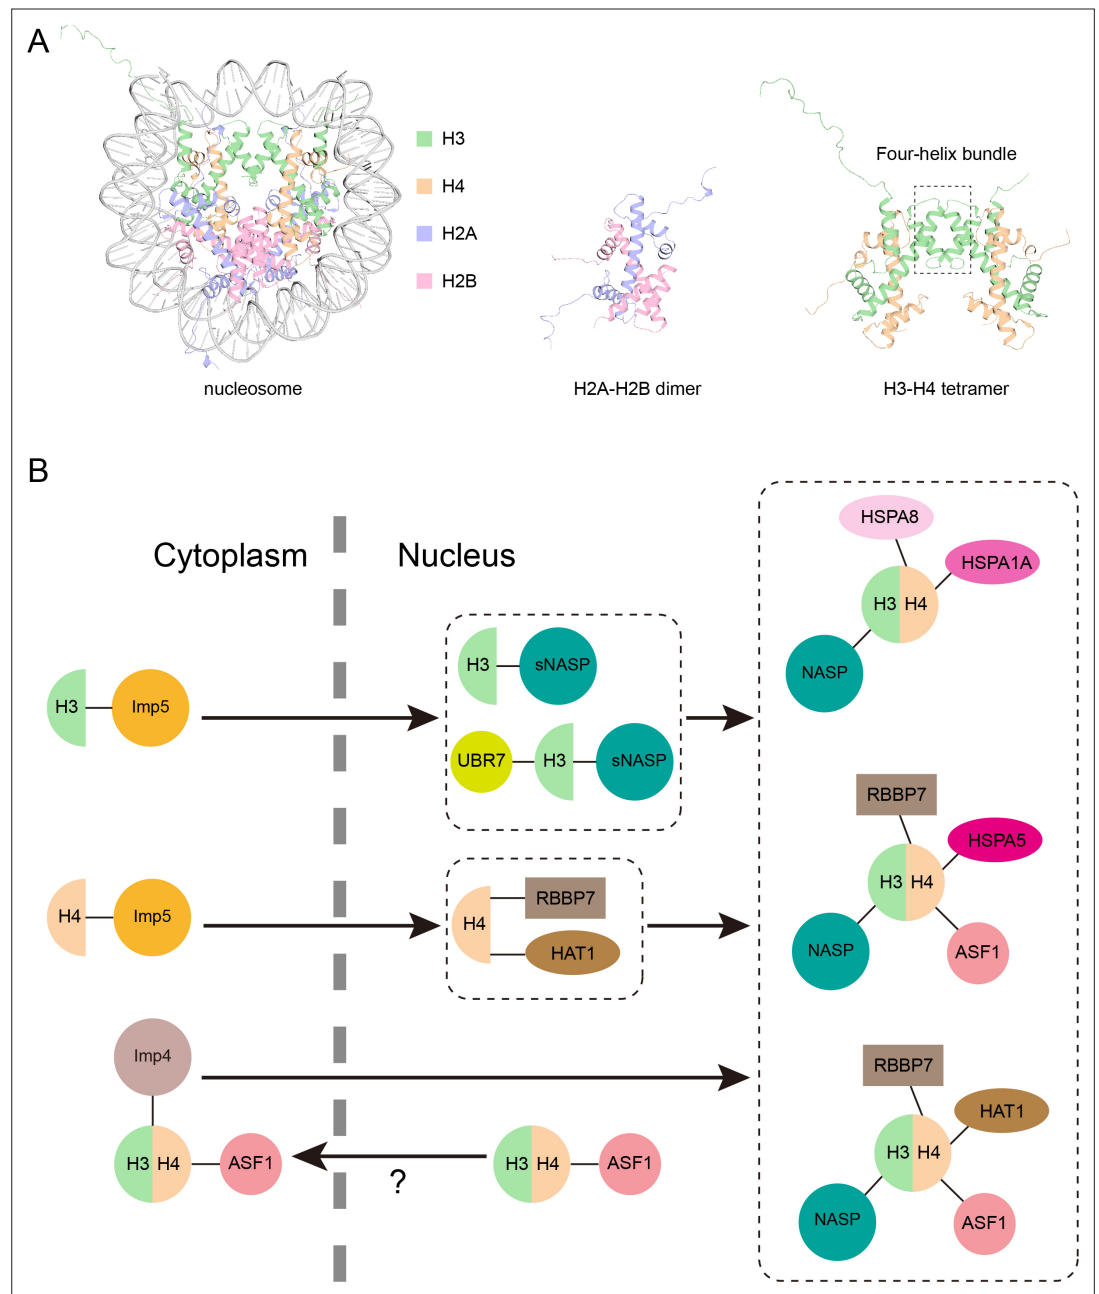 A
H3
H4
H2A
H2B
Four-helix bundle
nucleosome
H2A-H2B dimer
H3-H4 tetramer
B
Cytoplasm
Nucleus
HSPA8
HSPA1A
H3 H4
NASP
H3
sNASP
H3
Imp5
UBR7
H3
sNASP
RBBP7
HSPA5
H3 H4
NASP
ASF1
H4
Imp5
H4
RBBP7
HAT1
Imp4
H3 H4
ASF1
?
H3 H4
ASF1
RBBP7
HAT1
H3 H4
NASP
ASF1